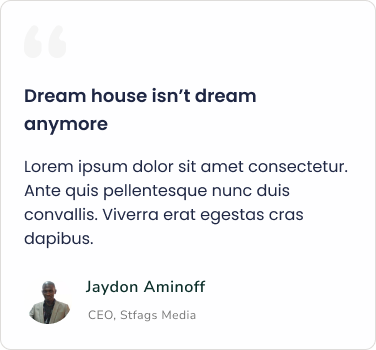 Dream house isn’t dream
anymore
Lorem ipsum dolor sit amet consectetur.
Ante quis pellentesque nunc duis
convallis. Viverra erat egestas cras
dapibus.
Jaydon Aminoff
CEO, Stfags Media